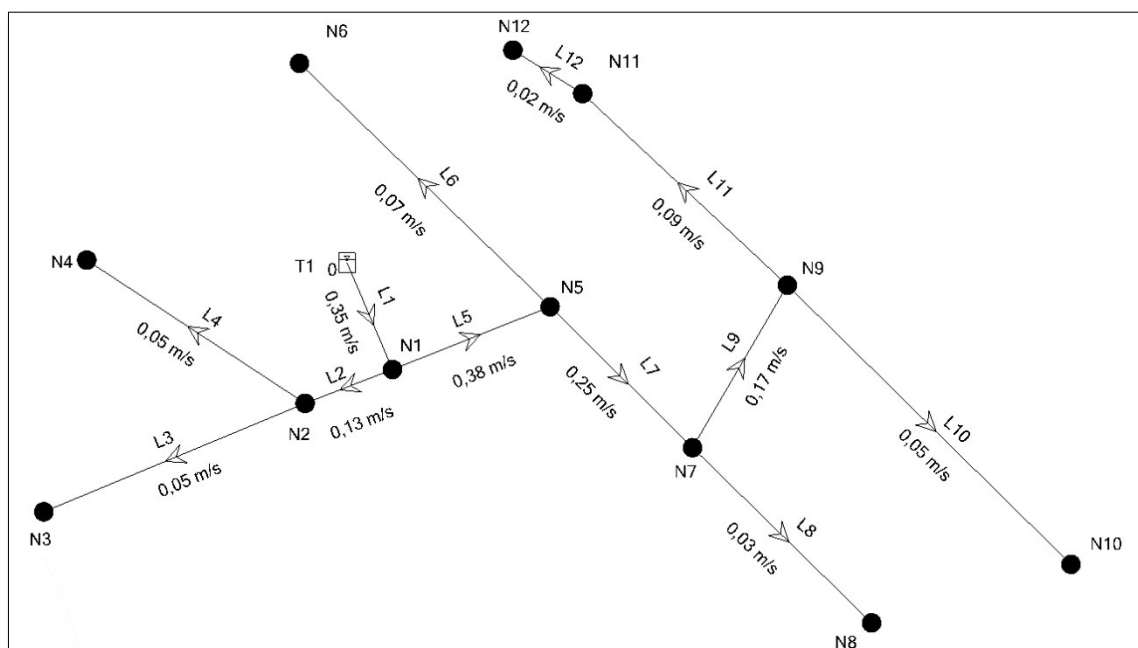 N6
N12
L12
N11
0,02 m/s
L6
0,07 m/s
L11
0,09 m/s
N4
T1
0
L1
0,35 m/s
N5
N9
L4
0,05 m/s
L5
0,38 m/s
N1
L2
0,13 m/s
N2
L7
0,25 m/s
L9
0,17 m/s
L3
0,05 m/s
N7
L10
0,05 m/s
N3
L8
0,03 m/s
N10
N8